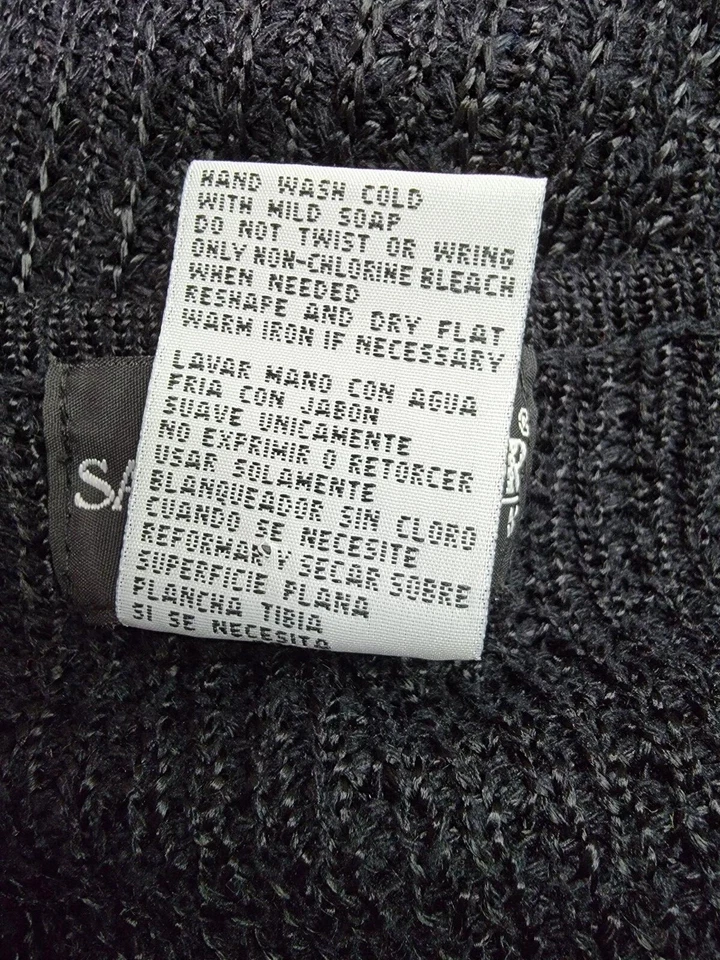 HAND WASH COLD
WITH MILD SOAP
DO NOT TWIST OR WRING
ONLY NON-CHLORINE BLEACH
WHEN NEEDED
RESHAPE AND DRY FLAT
WARM IRON IF NECESSARY
LAVAR MANO CON AGUA
FRIA CON JABON
SUAVE UNICAMENTE
NO EXPRIMIR O RETORCER
USAR SOLAMENTE
BLANQUEADOR SIN CLORO
CUANDO SE NECESITE
REFORMAR Y SECAR SOBRE
SUPERFICIE PLANA
PLANCHA TIBIA
SI SE NECESITA
SA
®